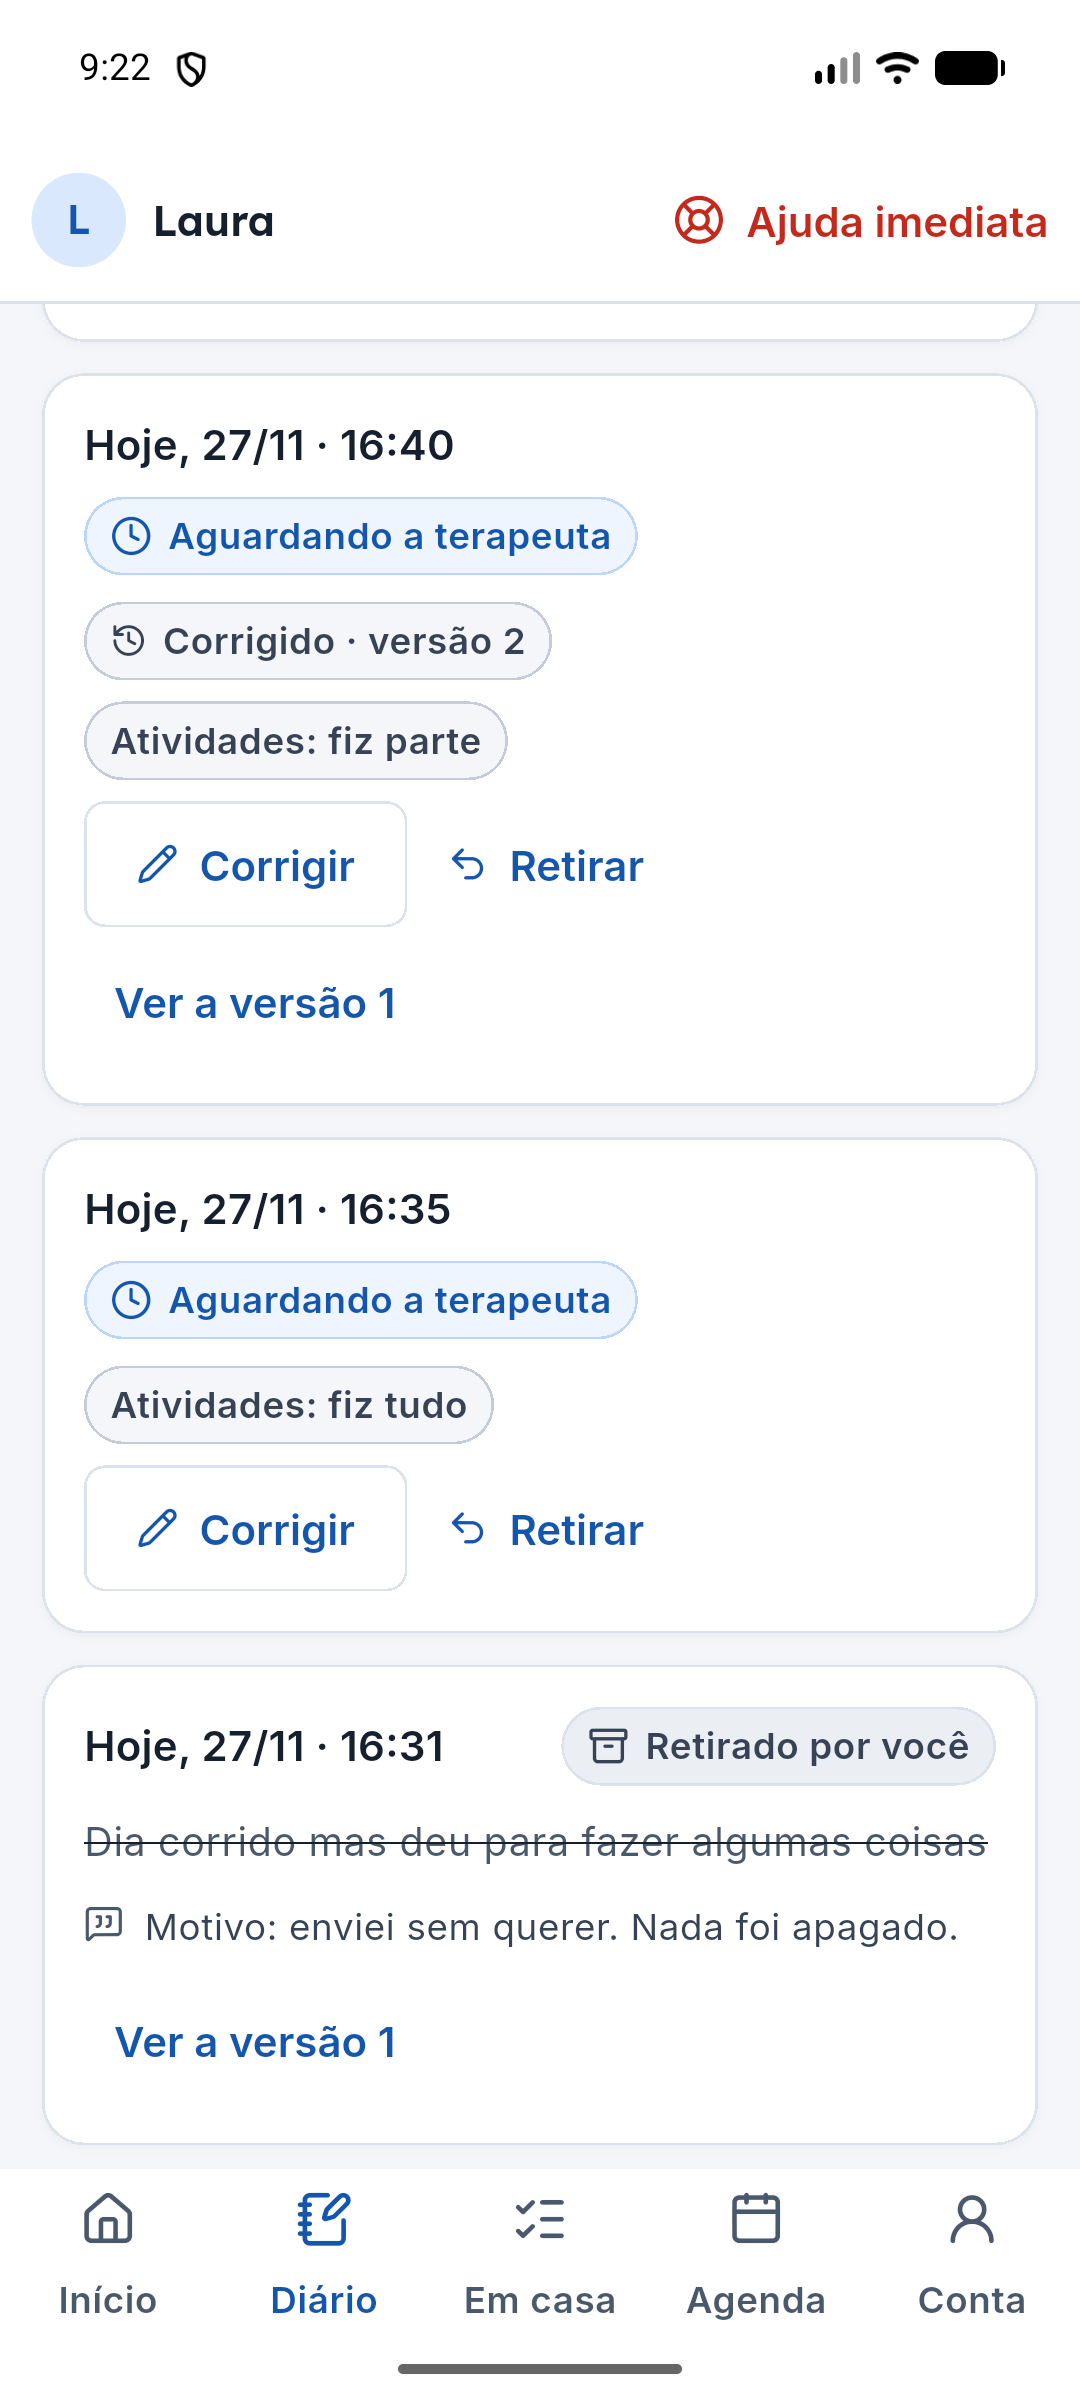 9:22
L Laura Ajuda imediata
Hoje, 27/11 · 16:40
Aguardando a terapeuta
Corrigido · versão 2
Atividades: fiz parte
Corrigir Retirar
Ver a versão 1
Hoje, 27/11 · 16:35
Aguardando a terapeuta
Atividades: fiz tudo
Corrigir Retirar
Hoje, 27/11 · 16:31 Retirado por você
Dia corrido mas deu para fazer algumas coisas
Motivo: enviei sem querer. Nada foi apagado.
Ver a versão 1
Início Diário Em casa Agenda Conta